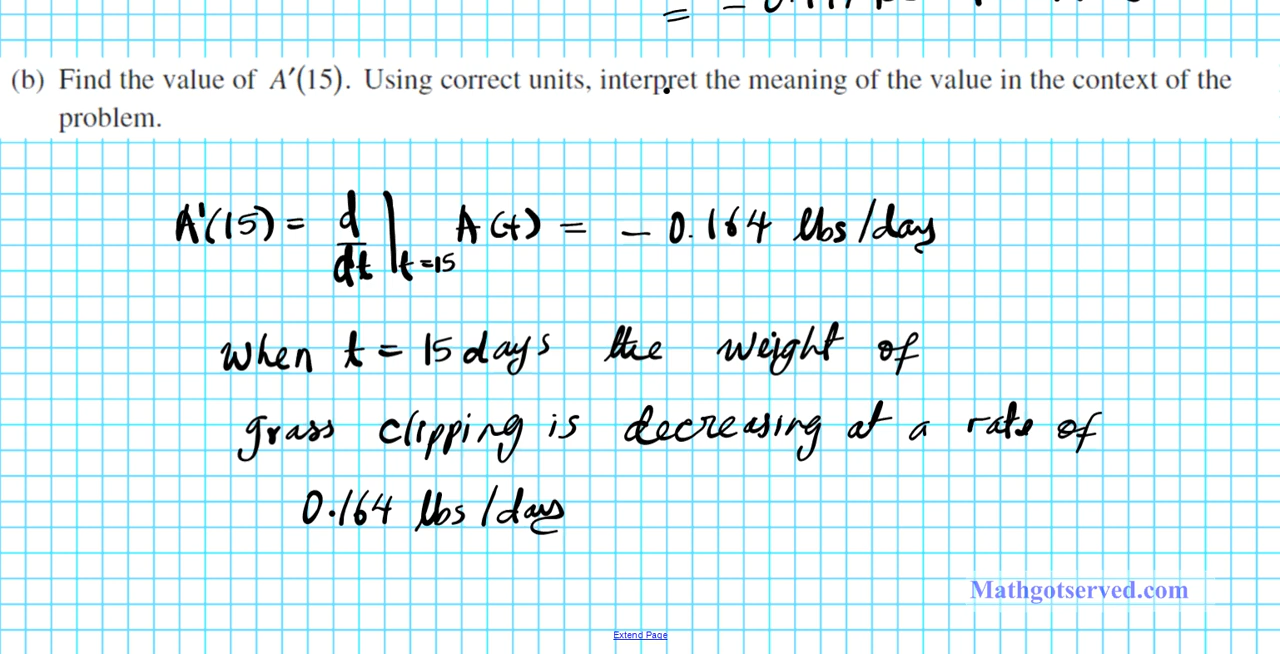 (b) Find the value of A′(15). Using correct units, interpret the meaning of the value in the context of the
problem.
A'(15) = d/dt |t=15 A(t) = - 0.164 lbs/day
when t = 15 days the weight of
grass clipping is decreasing at a rate of
0.164 lbs/days
Mathgotserved.com
Extend Page